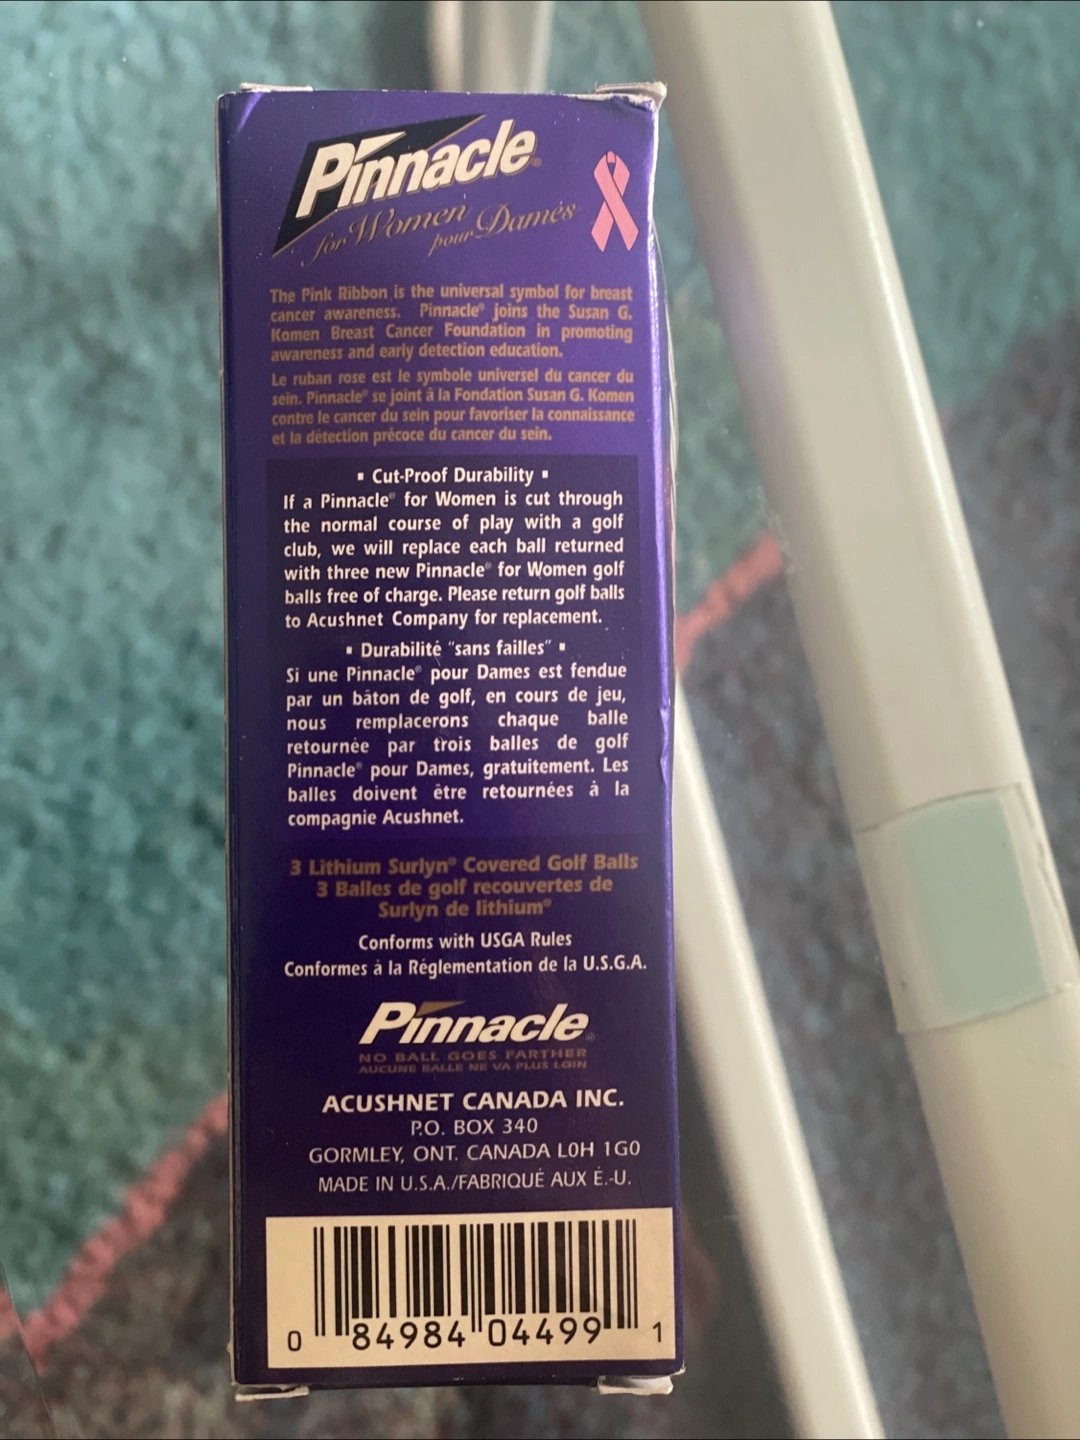 Pinnacle®
for Women
pour Damés
The Pink Ribbon is the universal symbol for breast
cancer awareness. Pinnacle® joins the Susan G.
Komen Breast Cancer Foundation in promoting
awareness and early detection education.
Le ruban rose est le symbole universel du cancer du
sein. Pinnacle® se joint à la Fondation Susan G. Komen
contre le cancer du sein pour favoriser la connaissance
et la détection précoce du cancer du sein.
▪ Cut-Proof Durability ▪
If a Pinnacle® for Women is cut through
the normal course of play with a golf
club, we will replace each ball returned
with three new Pinnacle® for Women golf
balls free of charge. Please return golf balls
to Acushnet Company for replacement.
▪ Durabilité "sans failles" ▪
Si une Pinnacle® pour Dames est fendue
par un bâton de golf, en cours de jeu,
nous remplacerons chaque balle
retournée par trois balles de golf
Pinnacle® pour Dames, gratuitement. Les
balles doivent être retournées à la
compagnie Acushnet.
3 Lithium Surlyn® Covered Golf Balls
3 Balles de golf recouvertes de
Surlyn de lithium®
Conforms with USGA Rules
Conformes à la Réglementation de la U.S.G.A.
Pinnacle®
NO BALL GOES FARTHER
AUCUNE BALLE NE VA PLUS LOIN
ACUSHNET CANADA INC.
P.O. BOX 340
GORMLEY, ONT. CANADA L0H 1G0
MADE IN U.S.A./FABRIQUÉ AUX É.-U.
0 84984 04499 1